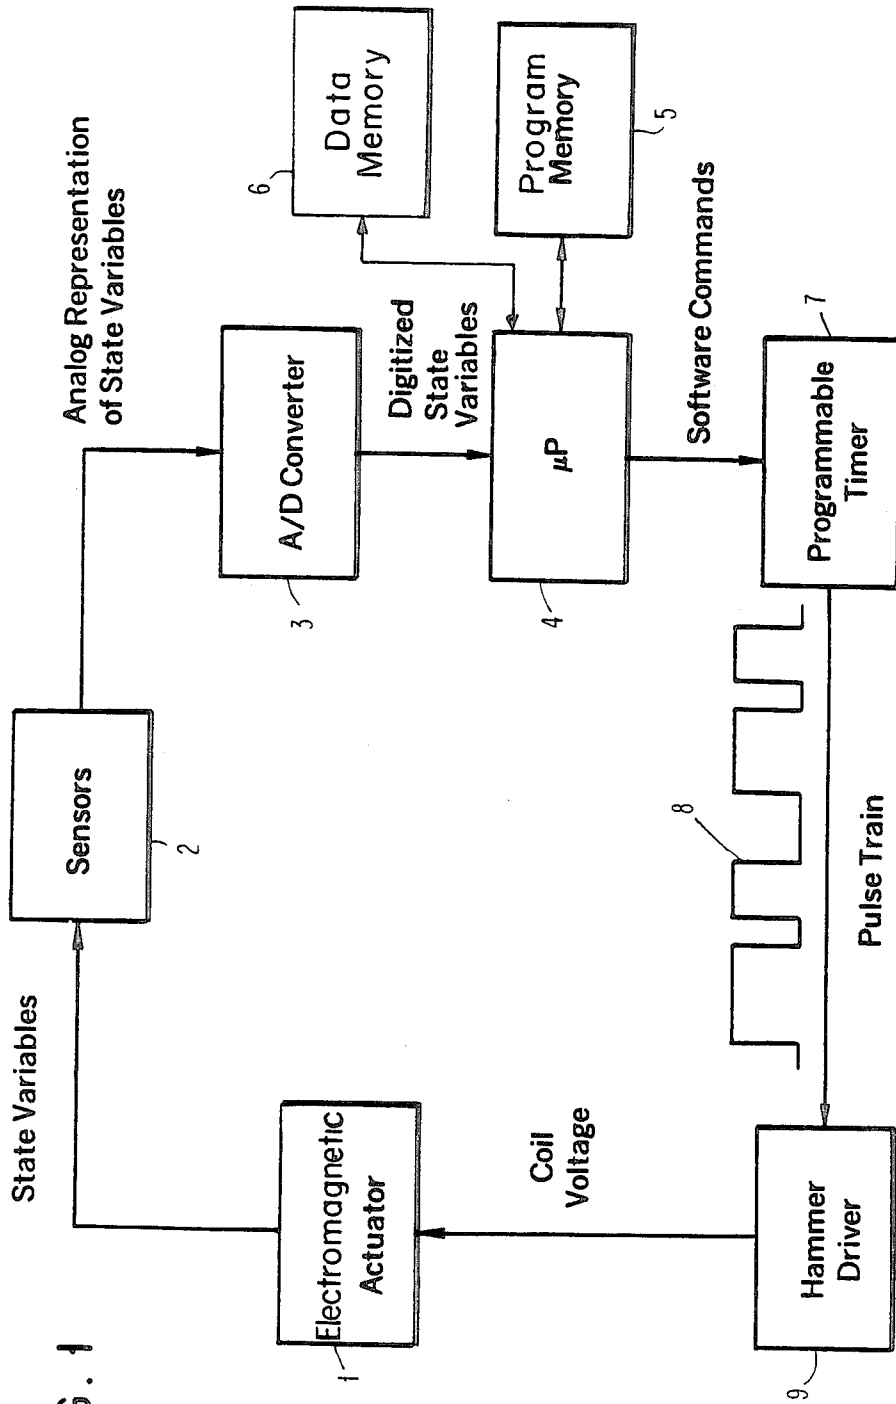 State Variables
Sensors
2
Analog Representation
of State Variables
Electromagnetic
Actuator
1
A/D Converter
3
6
Data
Memory
Digitized
State
Variables
Coil
Voltage
μP
4
Program
Memory
5
Software Commands
8
Hammer
Driver
9
Pulse Train
Programmable
Timer
7
. 1